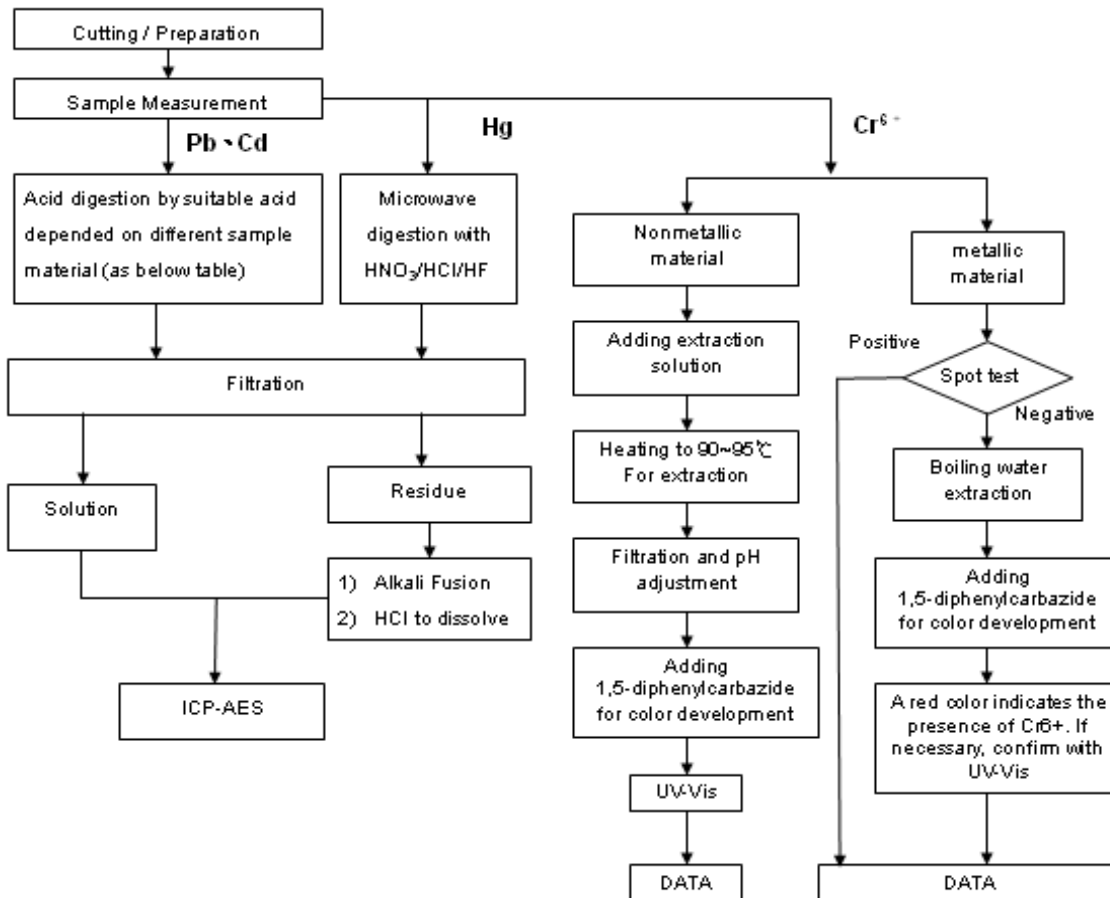 Cutting / Preparation
Sample Measurement
Pb、Cd
Hg
Cr⁶⁺
Acid digestion by suitable acid
depended on different sample
material (as below table)
Microwave
digestion with
HNO₃/HCl/HF
Nonmetallic
material
metallic
material
Adding extraction
solution
Positive
Spot test
Negative
Filtration
Heating to 90~95℃
For extraction
Boiling water
extraction
Solution
Residue
Filtration and pH
adjustment
1) Alkali Fusion
2) HCl to dissolve
Adding
1,5-diphenylcarbazide
for color development
Adding
1,5-diphenylcarbazide
for color development
ICP-AES
A red color indicates the
presence of Cr6+. If
necessary, confirm with
UV-Vis
UV-Vis
DATA
DATA